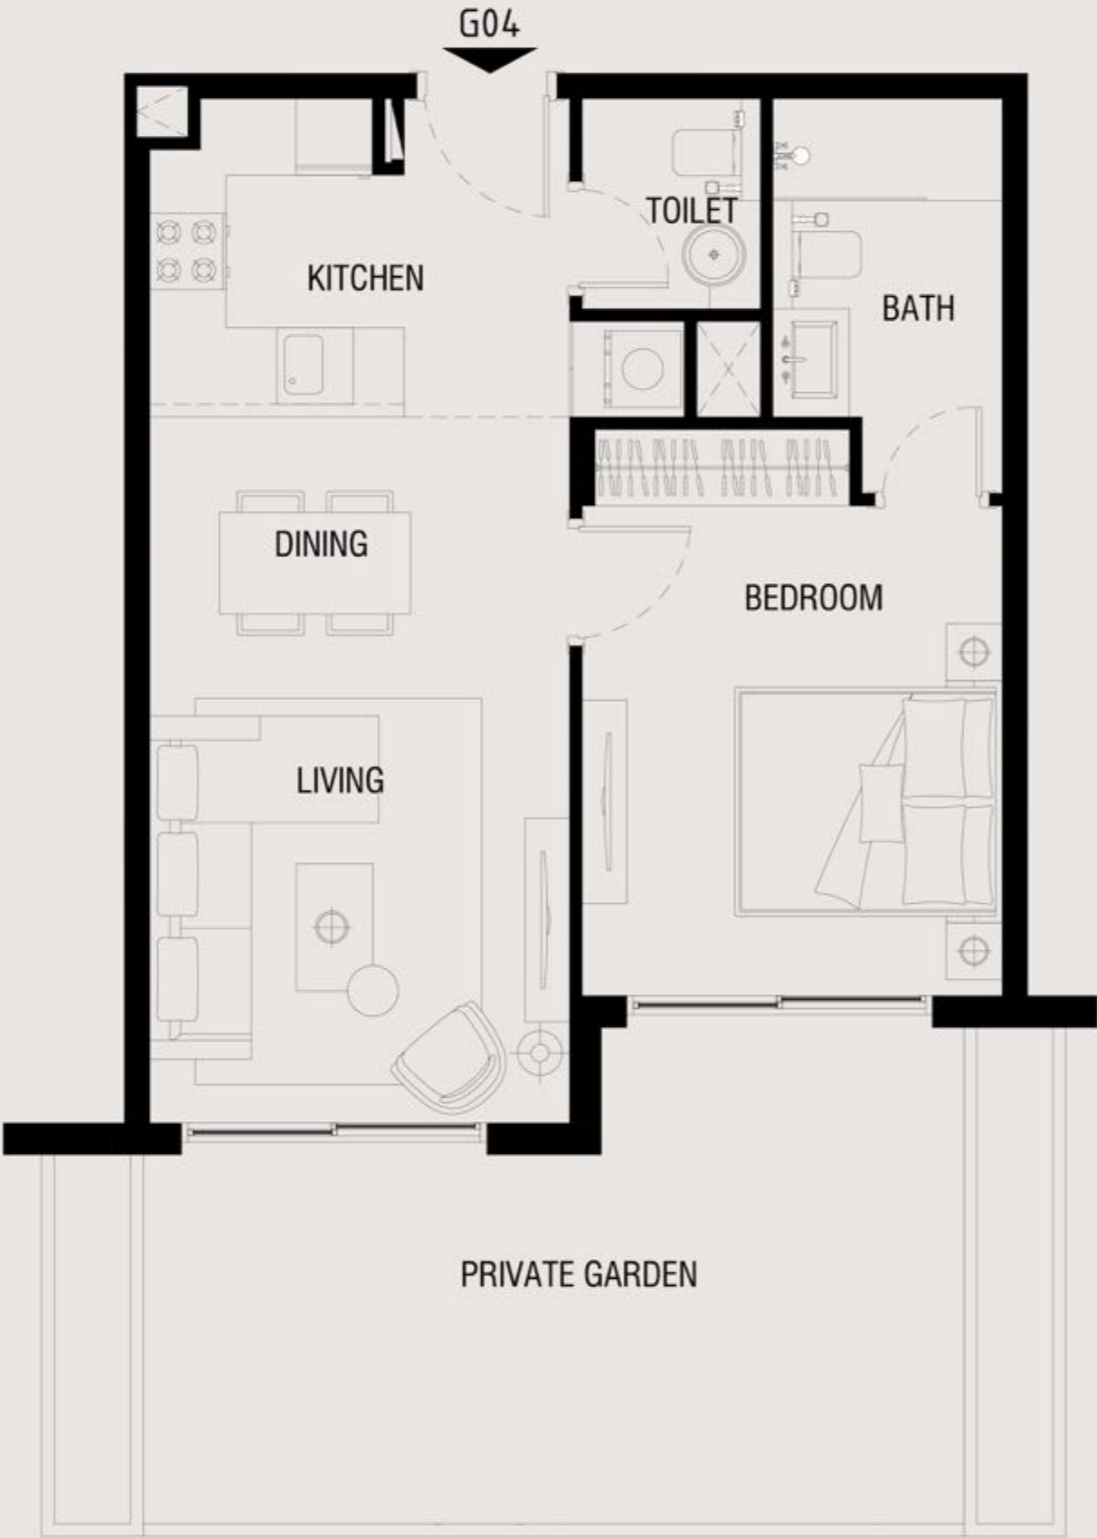 G04
TOILET
KITCHEN
BATH
DINING
BEDROOM
LIVING
PRIVATE GARDEN